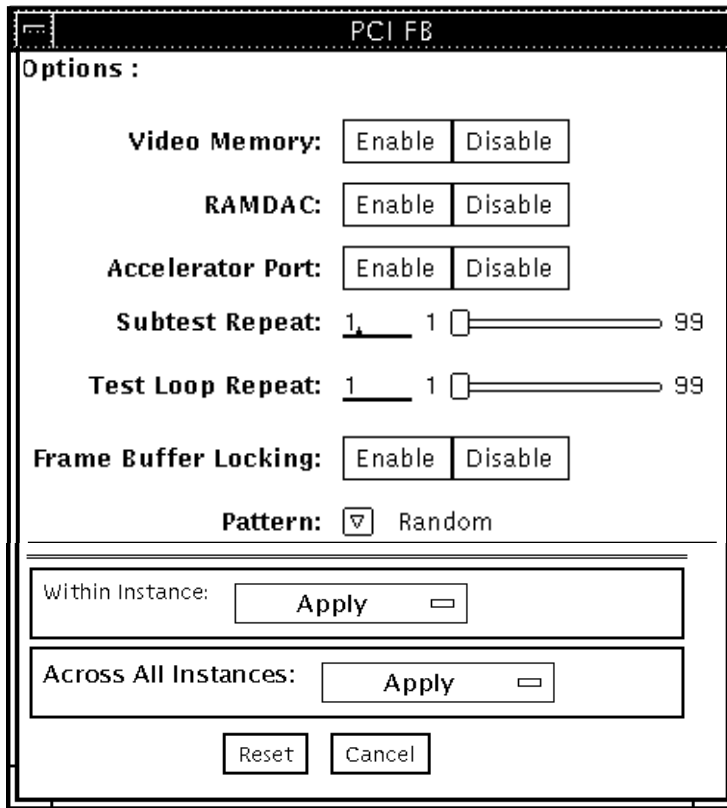 PCI FB
Options :
Video Memory: Enable Disable
RAMDAC: Enable Disable
Accelerator Port: Enable Disable
Subtest Repeat: 1 1 99
Test Loop Repeat: 1 1 99
Frame Buffer Locking: Enable Disable
Pattern: Random
Within Instance: Apply
Across All Instances: Apply
Reset Cancel